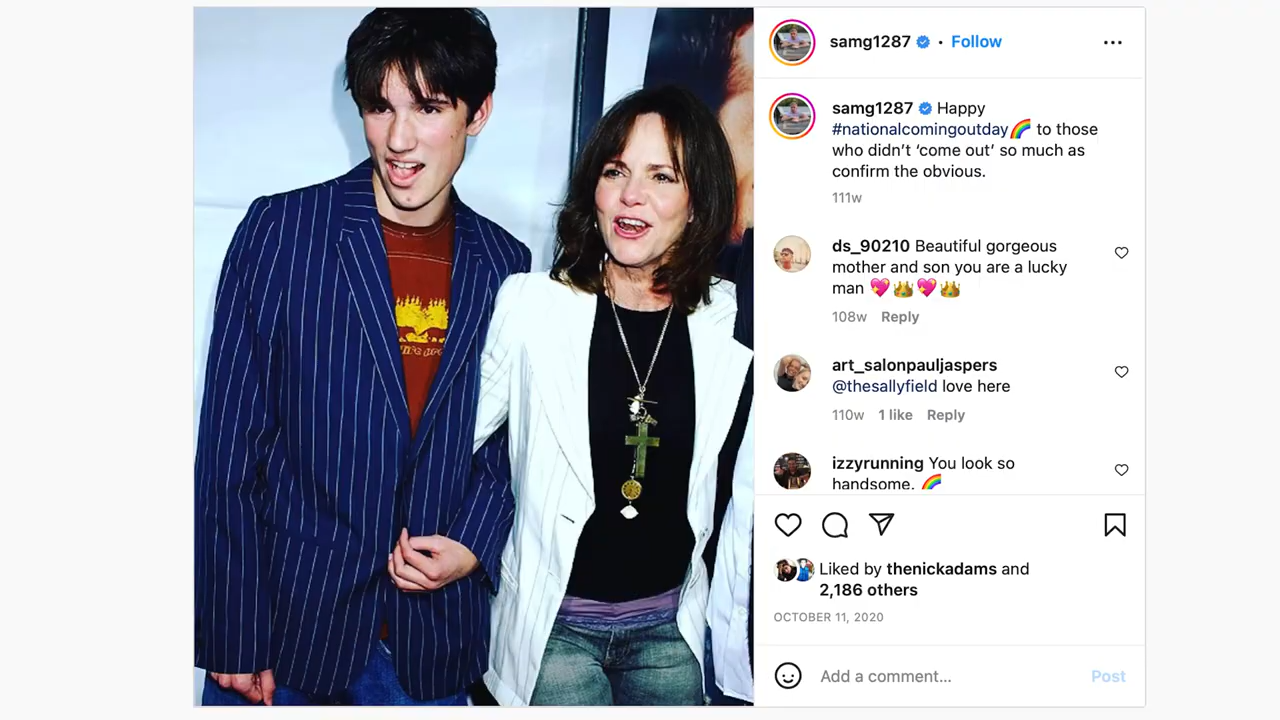 samg1287 • Follow
samg1287 Happy
#nationalcomingoutday🌈 to those
who didn’t ‘come out’ so much as
confirm the obvious.
111w
ds_90210 Beautiful gorgeous
mother and son you are a lucky
man 💖👑💖👑
108w Reply
art_salonpauljaspers
@thesallyfield love here
110w 1 like Reply
izzyrunning You look so
handsome. 🌈
Liked by thenickadams and
2,186 others
OCTOBER 11, 2020
Add a comment... Post